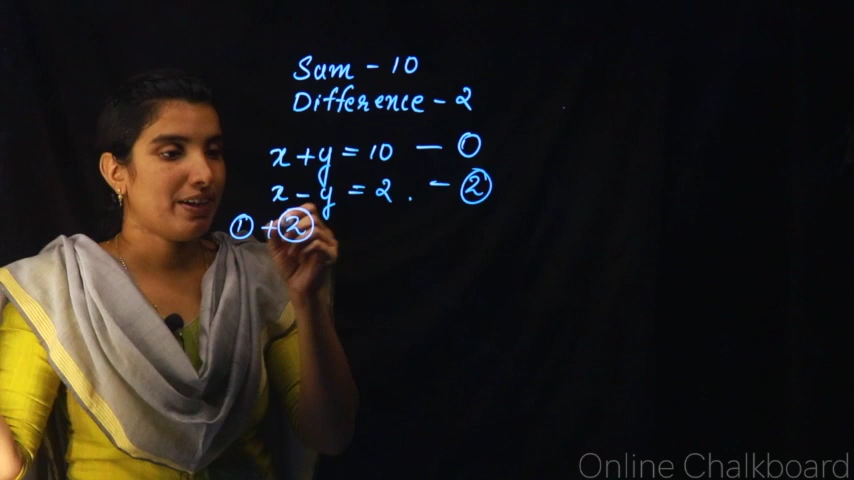 Sum - 10
Difference - 2
x + y = 10 - ①
x - y = 2 . - ②
① + ②
Online Chalkboard